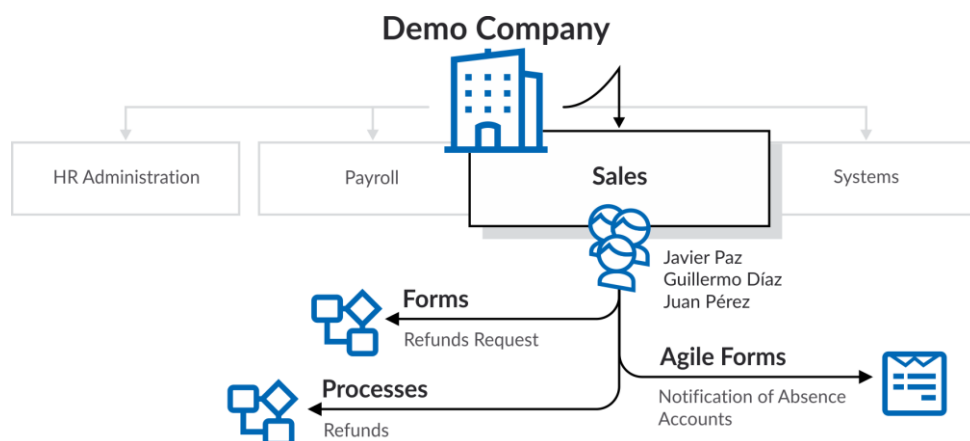 Demo Company
HR Administration
Payroll
Sales
Systems
Javier Paz
Guillermo Díaz
Juan Pérez
Forms
Refunds Request
Agile Forms
Notification of Absence
Accounts
Processes
Refunds